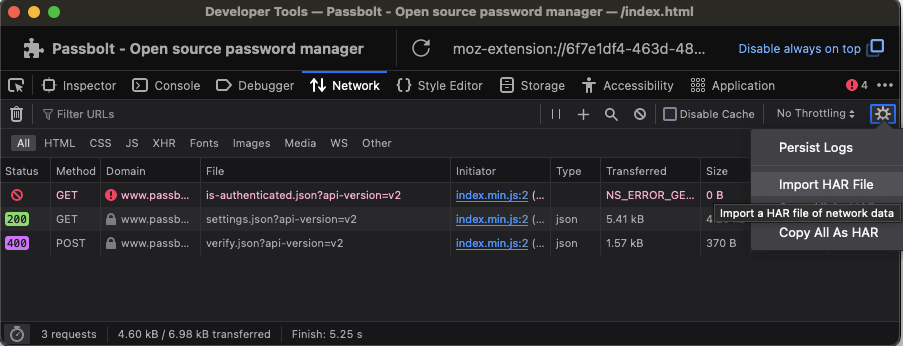 Developer Tools — Passbolt - Open source password manager — /index.html
Passbolt - Open source password manager
moz-extension://6f7e1df4-463d-48...
Disable always on top
Inspector
Console
Debugger
Network
Style Editor
Storage
Accessibility
Application
4
Filter URLs
Disable Cache
No Throttling
All HTML CSS JS XHR Fonts Images Media WS Other
Persist Logs
Import HAR File
Import a HAR file of network data
Copy All As HAR
Status Method Domain File Initiator Type Transferred Size
GET www.passb... is-authenticated.json?api-version=v2 index.min.js:2 (... NS_ERROR_GE... 0 B
200 GET www.passb... settings.json?api-version=v2 index.min.js:2 (... json 5.41 kB
400 POST www.passb... verify.json?api-version=v2 index.min.js:2 (... json 1.57 kB 370 B
3 requests 4.60 kB / 6.98 kB transferred Finish: 5.25 s